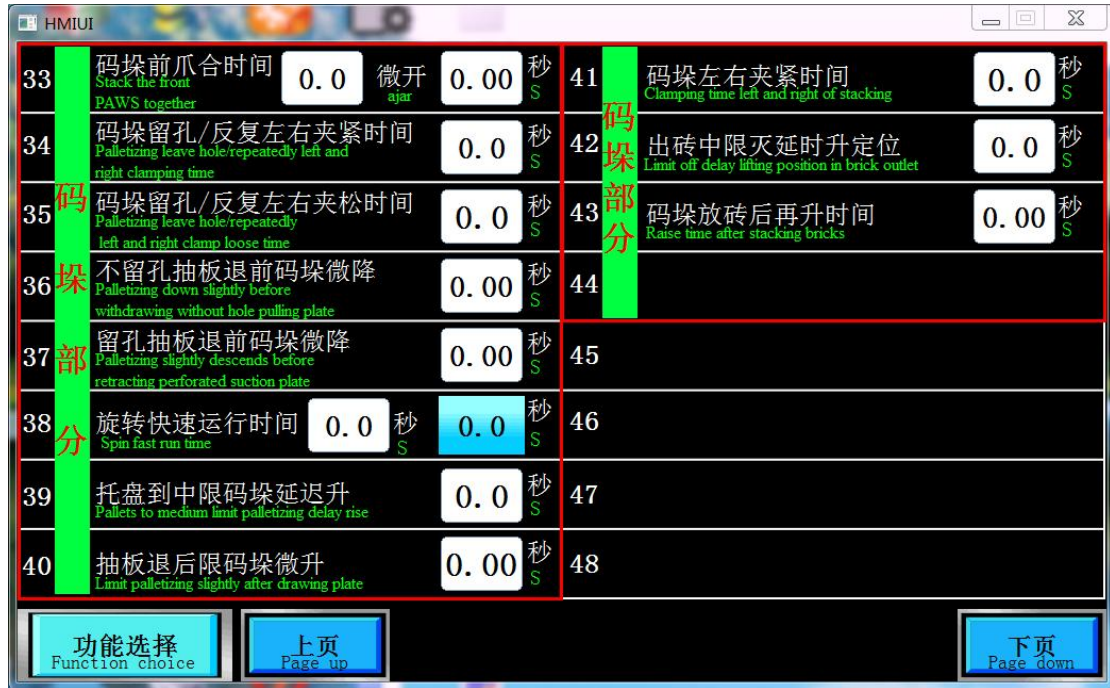 HMIUI
33
码垛前爪合时间
Stack the front
PAWS together
0.0
微开
ajar
0.00
秒
S
34
码垛留孔/反复左右夹紧时间
Palletizing leave hole/repeatedly left and
right clamping time
0.0
秒
S
35
码垛留孔/反复左右夹松时间
Palletizing leave hole/repeatedly
left and right clamp loose time
0.0
秒
S
36
不留孔抽板退前码垛微降
Palletizing down slightly before
withdrawing without hole pulling plate
0.00
秒
S
37
留孔抽板退前码垛微降
Palletizing slightly descends before
retracting perforated suction plate
0.00
秒
S
38
旋转快速运行时间
Spin fast run time
0.0
秒
S
0.0
秒
S
39
托盘到中限码垛延迟升
Pallets to medium limit palletizing delay rise
0.0
秒
S
40
抽板退后限码垛微升
Limit palletizing slightly after drawing plate
0.00
秒
S
码垛部分
41
码垛左右夹紧时间
Clamping time left and right of stacking
0.0
秒
S
42
出砖中限灭延时升定位
Limit off delay lifting position in brick outlet
0.0
秒
S
43
码垛放砖后再升时间
Raise time after stacking bricks
0.00
秒
S
44
码垛部分
45
46
47
48
功能选择
Function choice
上页
Page up
下页
Page down